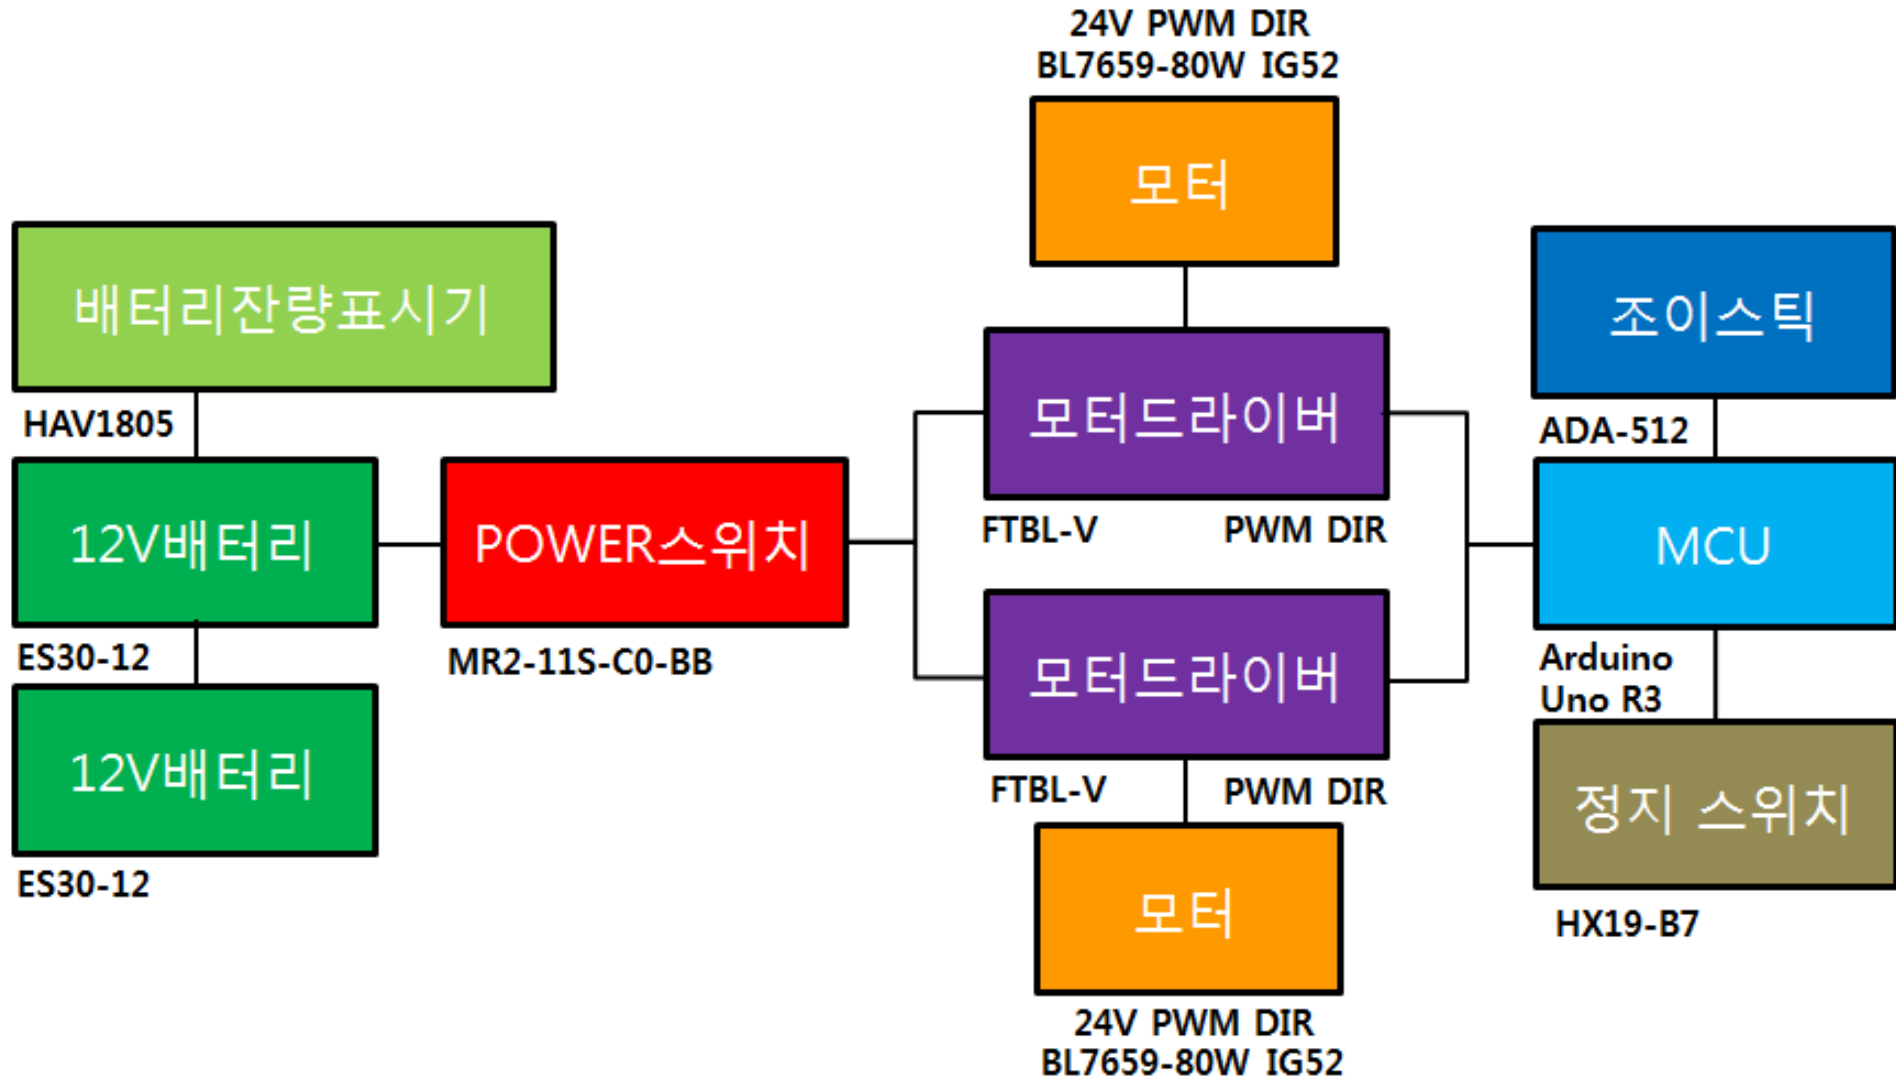 24V PWM DIR
BL7659-80W IG52
모터
배터리잔량표시기
HAV1805
12V배터리
ES30-12
12V배터리
ES30-12
POWER스위치
MR2-11S-C0-BB
모터드라이버
FTBL-V PWM DIR
모터드라이버
FTBL-V PWM DIR
모터
24V PWM DIR
BL7659-80W IG52
조이스틱
ADA-512
MCU
Arduino
Uno R3
정지 스위치
HX19-B7